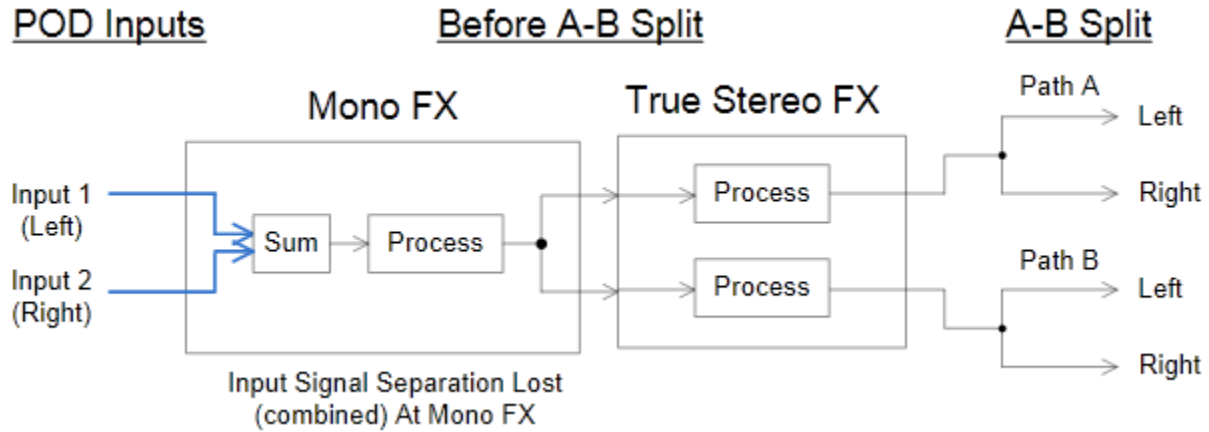 POD Inputs
Before A-B Split
A-B Split
Mono FX
True Stereo FX
Path A
Left
Right
Input 1
(Left)
Input 2
(Right)
Sum
Process
Process
Process
Path B
Left
Right
Input Signal Separation Lost
(combined) At Mono FX